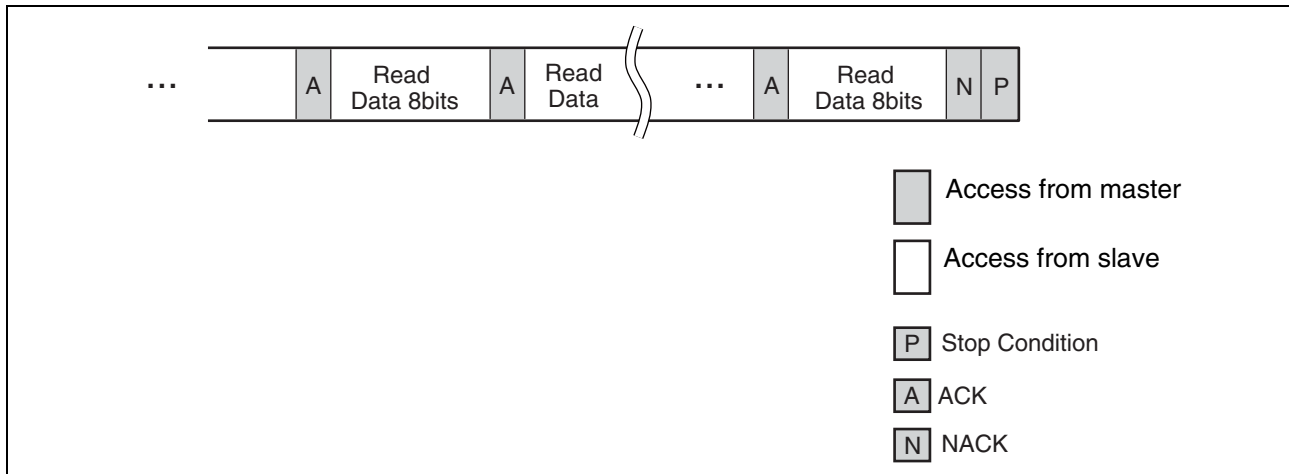 ... A Read Data 8bits A Read Data ... A Read Data 8bits N P
Access from master
Access from slave
P Stop Condition
A ACK
N NACK